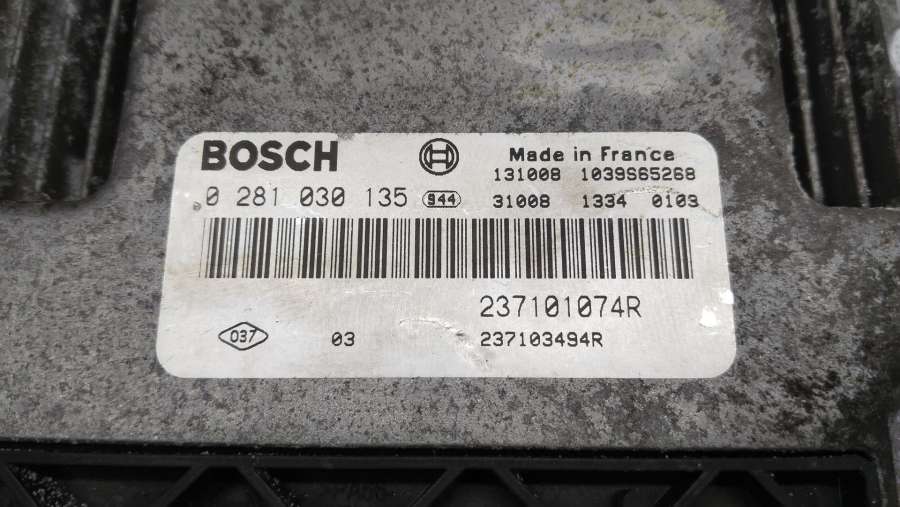 BOSCH Made in France
131008 1039S65268
0 281 030 135 944 31008 1334 0103
237101074R
037 03 237103494R